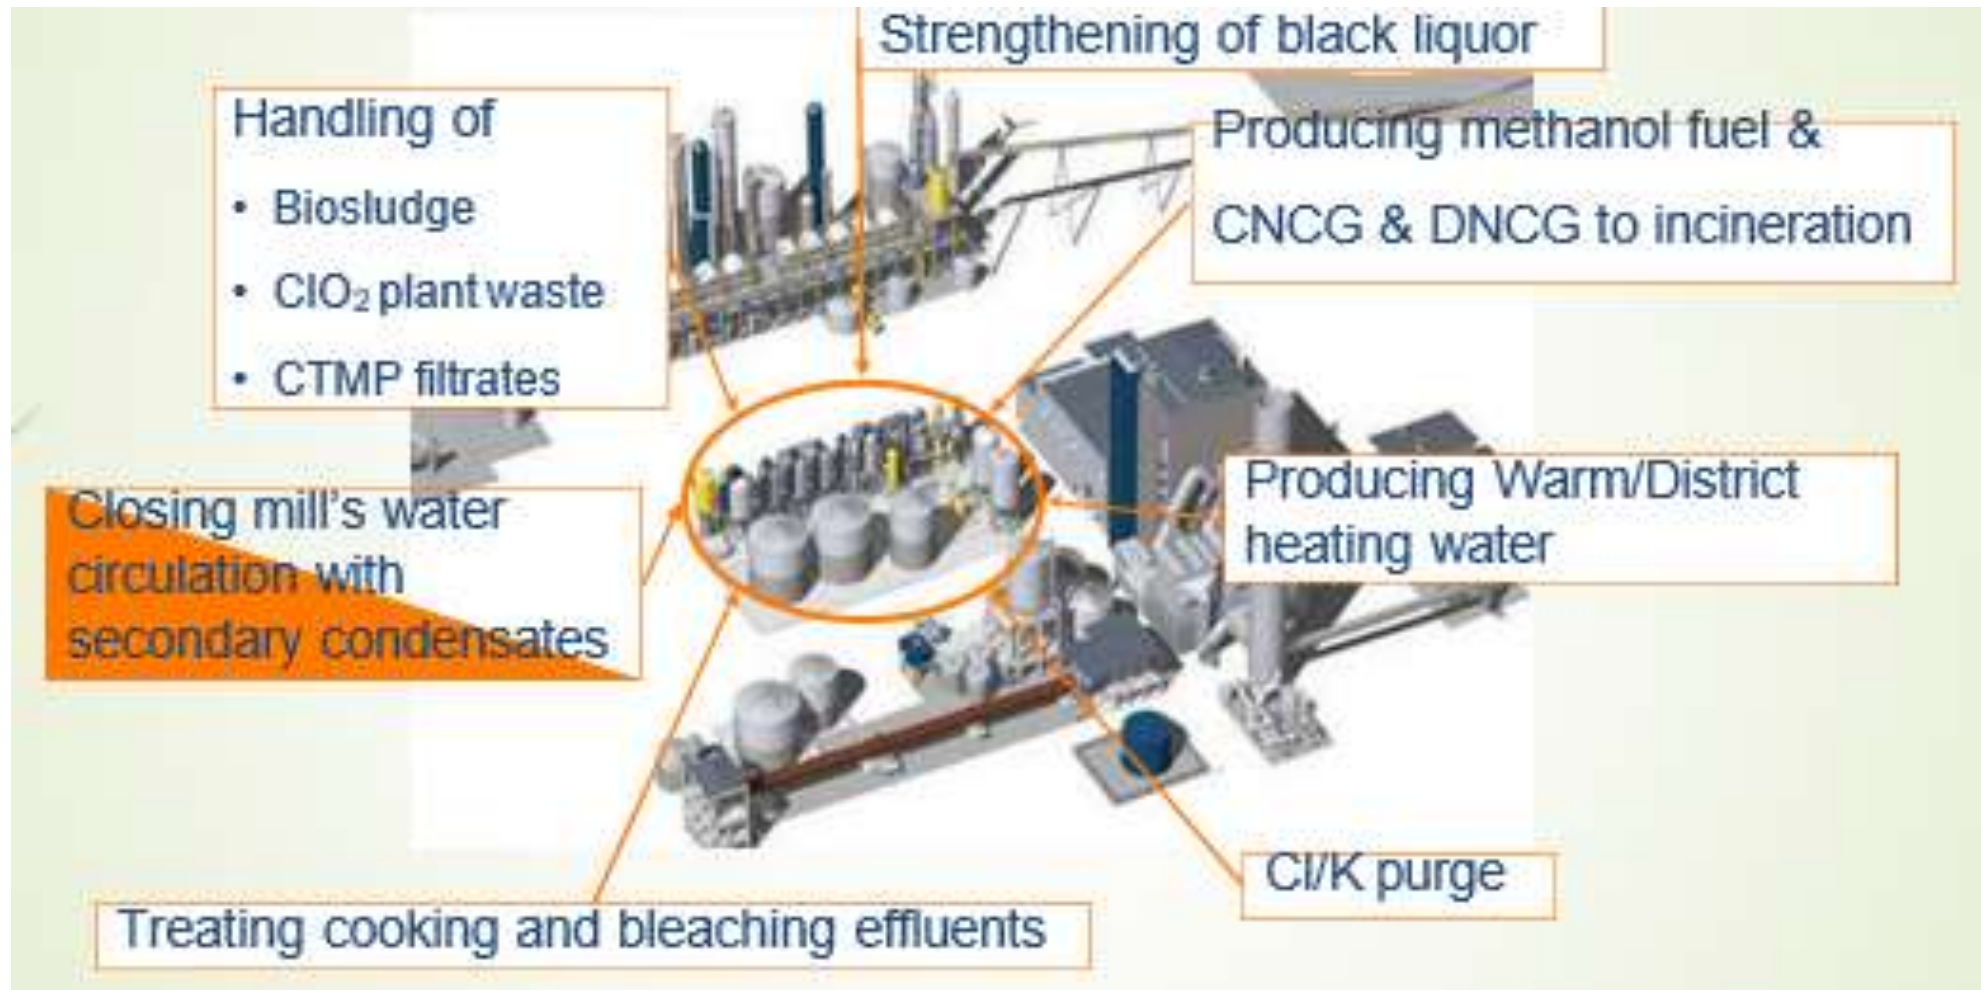 Strengthening of black liquor
Handling of
• Biosludge
• ClO₂ plant waste
• CTMP filtrates
Producing methanol fuel &
CNCG & DNCG to incineration
Closing mill's water
circulation with
secondary condensates
Producing Warm/District
heating water
Cl/K purge
Treating cooking and bleaching effluents